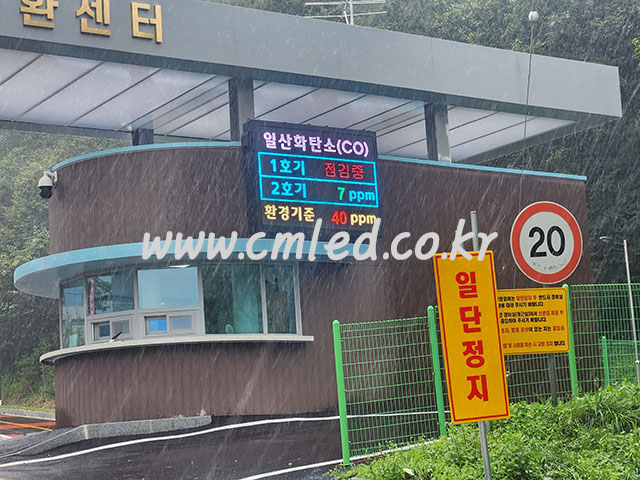 환센터
일산화탄소(CO)
1호기 점검중
2호기 7 ppm
환경기준 40 ppm
www.cmled.co.kr
20
일단정지